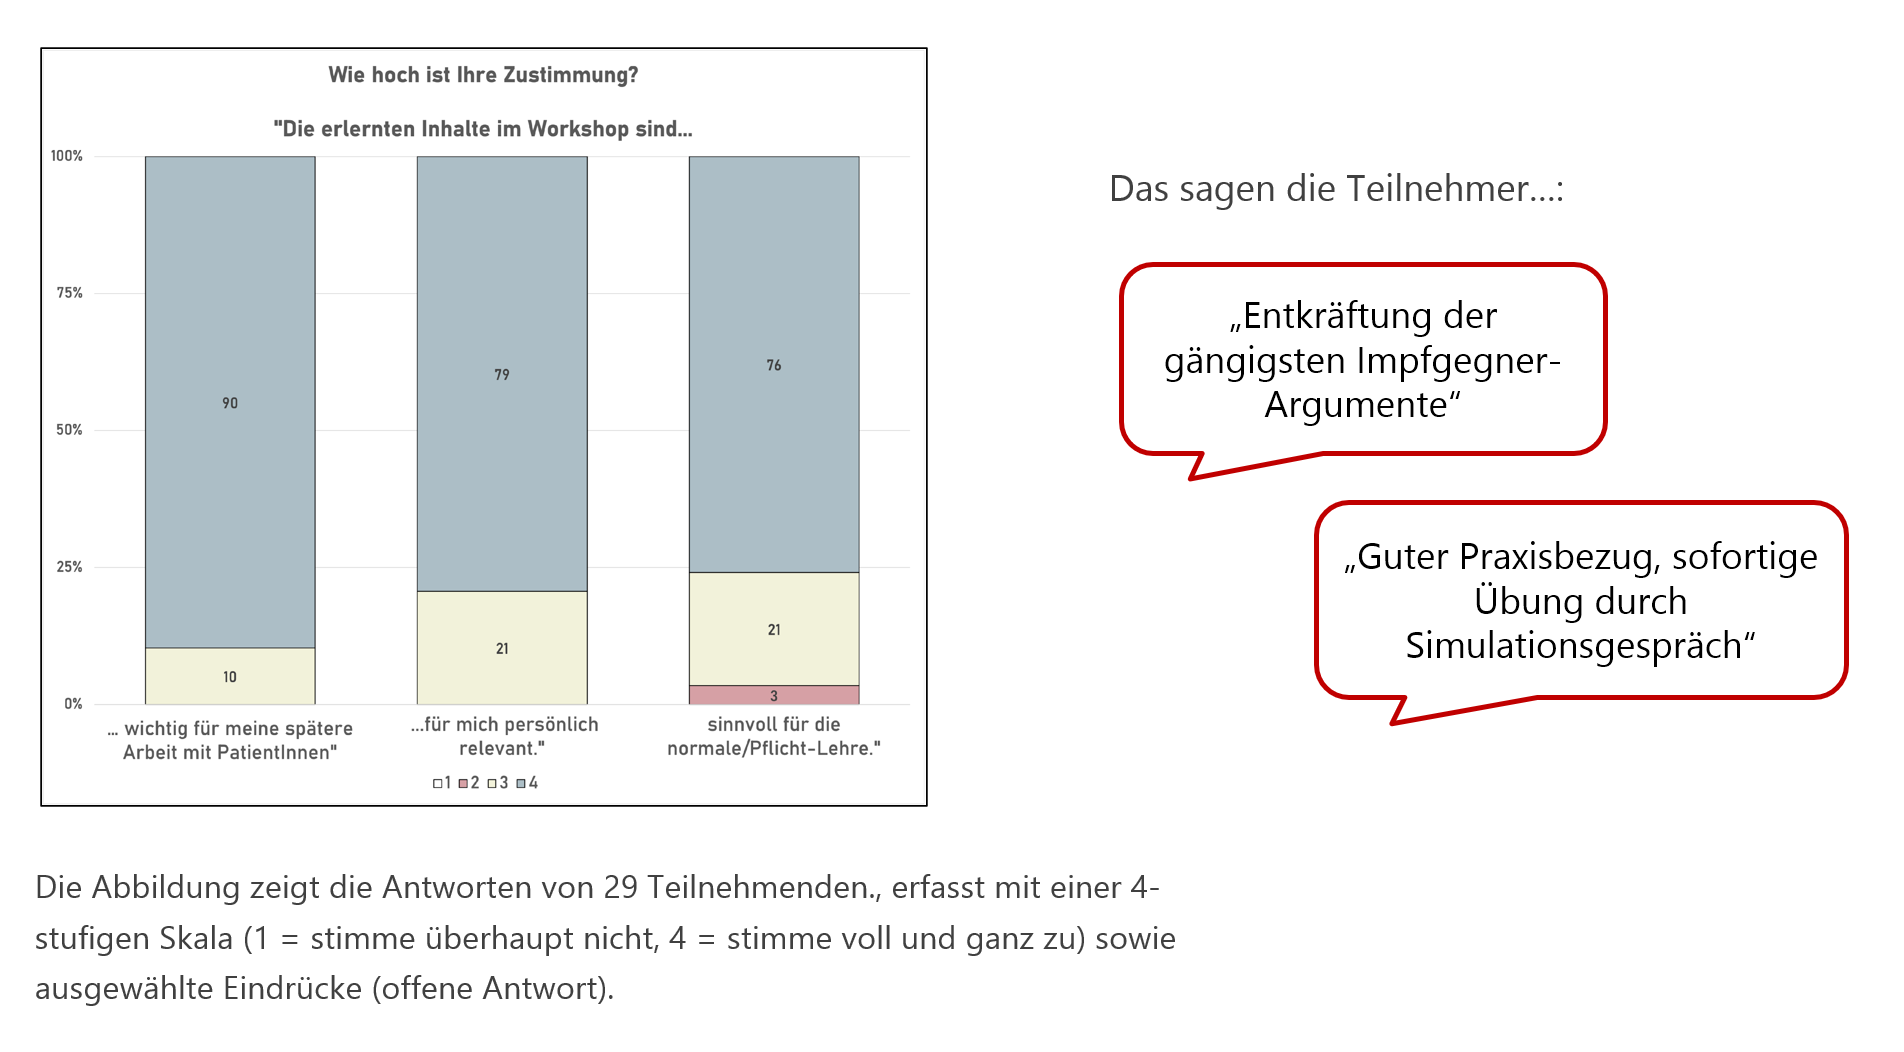 Wie hoch ist Ihre Zustimmung?
"Die erlernten Inhalte im Workshop sind...
100%
75%
50%
25%
0%
90
10
79
21
76
21
3
... wichtig für meine spätere
Arbeit mit PatientInnen"
...für mich persönlich
relevant."
sinnvoll für die
normale/Pflicht-Lehre."
1 2 3 4
Das sagen die Teilnehmer...:
„Entkräftung der
gängigsten Impfgegner-
Argumente“
„Guter Praxisbezug, sofortige
Übung durch
Simulationsgespräch“
Die Abbildung zeigt die Antworten von 29 Teilnehmenden., erfasst mit einer 4-
stufigen Skala (1 = stimme überhaupt nicht, 4 = stimme voll und ganz zu) sowie
ausgewählte Eindrücke (offene Antwort).